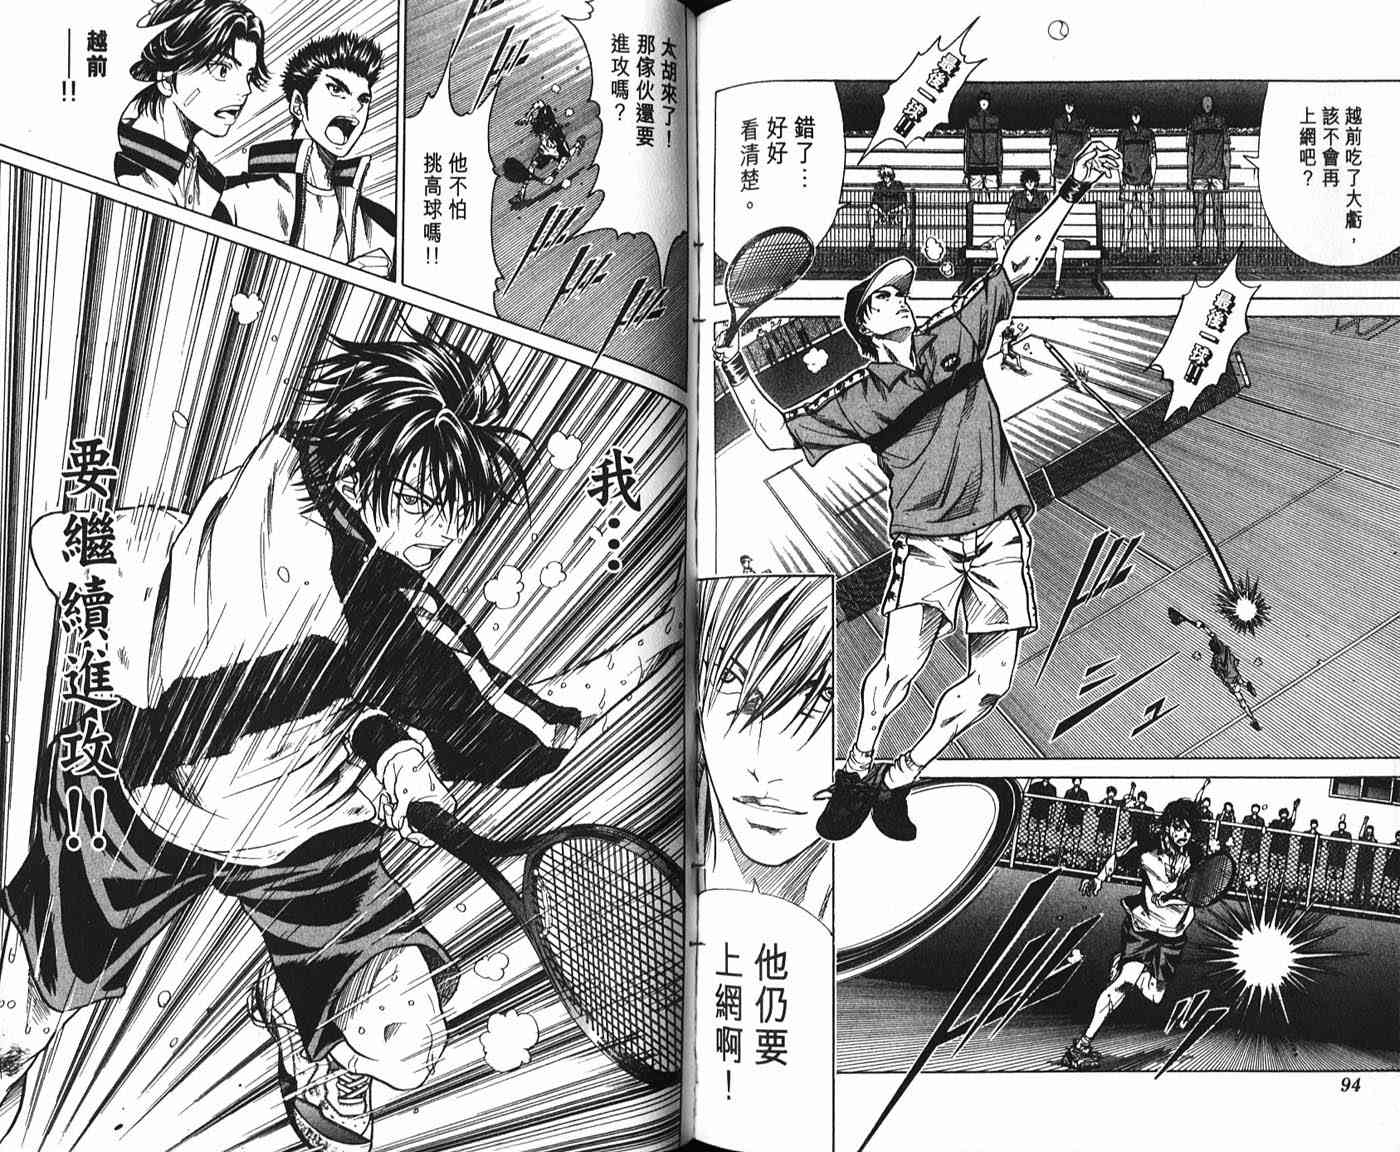 越前吃了大虧，
該不會再
上網吧？
最後一球！！
錯了…
好好
看清楚。
最後一球！！
他仍要
上網啊！
94
太胡來了！
那傢伙還要
進攻嗎？
他不怕
挑高球嗎！！
越前
——！！
我…
要繼續進攻！！